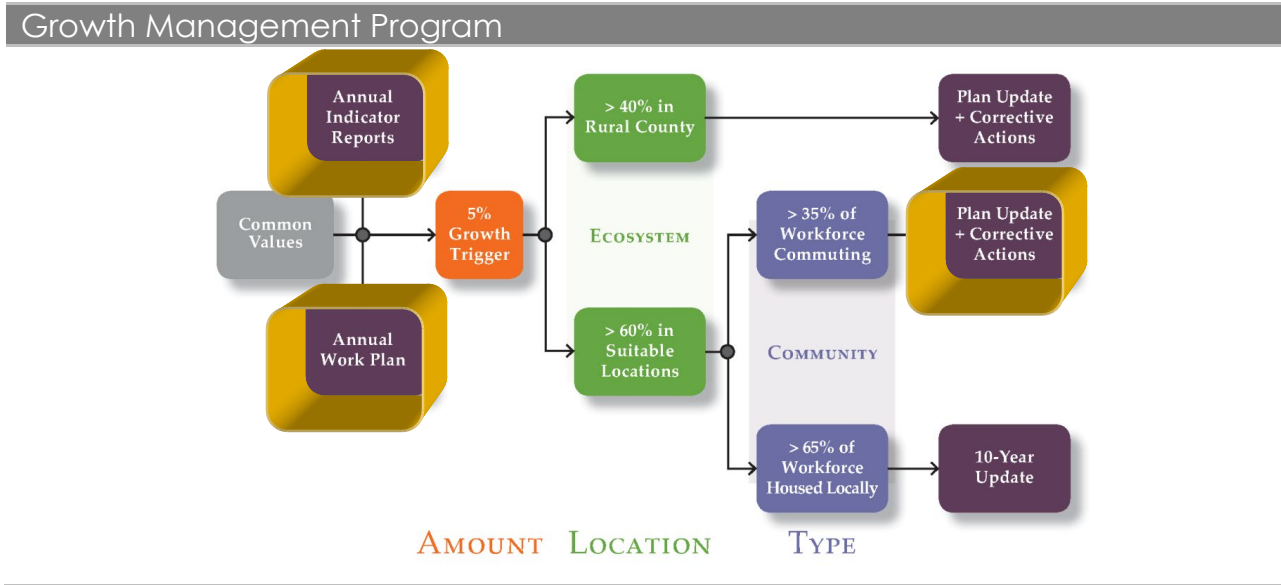 Growth Management Program
Annual
Indicator
Reports
> 40% in
Rural County
Plan Update
+ Corrective
Actions
Common
Values
5%
Growth
Trigger
ECOSYSTEM
> 35% of
Workforce
Commuting
Plan Update
+ Corrective
Actions
Annual
Work Plan
> 60% in
Suitable
Locations
COMMUNITY
> 65% of
Workforce
Housed Locally
10-Year
Update
AMOUNT LOCATION TYPE